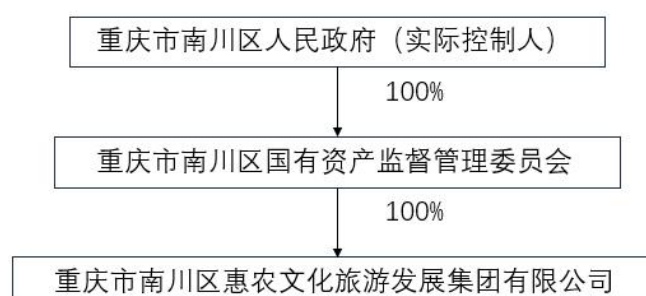 重庆市南川区人民政府（实际控制人）
100%
重庆市南川区国有资产监督管理委员会
100%
重庆市南川区惠农文化旅游发展集团有限公司